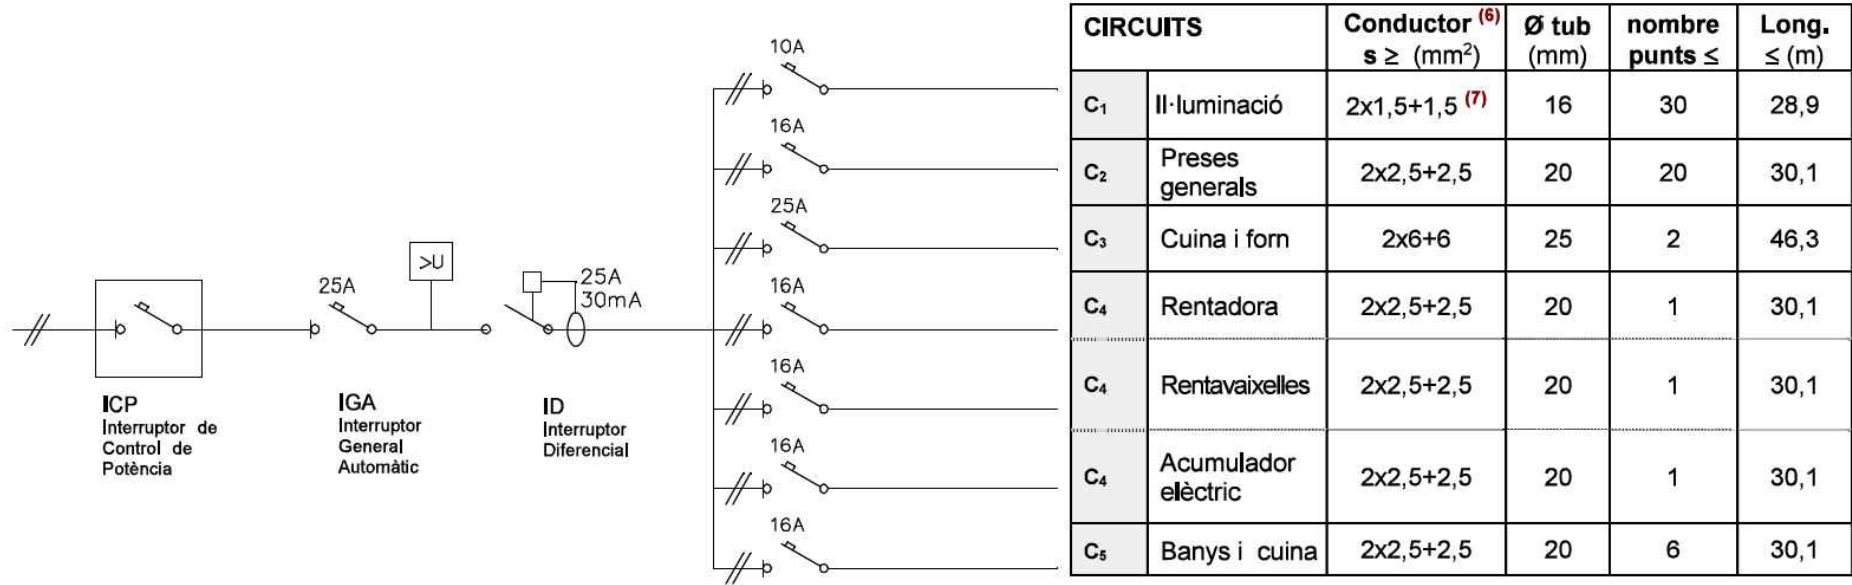 10A
16A
25A
16A
16A
16A
16A
25A
>U
25A
30mA
ICP
Interruptor de
Control de
Potència
IGA
Interruptor
General
Automàtic
ID
Interruptor
Diferencial
CIRCUITS Conductor (6) Ø tub nombre Long.
s ≥ (mm²) (mm) punts ≤ ≤ (m)
C₁ Il·luminació 2x1,5+1,5 (7) 16 30 28,9
C₂ Preses generals 2x2,5+2,5 20 20 30,1
C₃ Cuina i forn 2x6+6 25 2 46,3
C₄ Rentadora 2x2,5+2,5 20 1 30,1
C₄ Rentavaixelles 2x2,5+2,5 20 1 30,1
C₄ Acumulador elèctric 2x2,5+2,5 20 1 30,1
C₅ Banys i cuina 2x2,5+2,5 20 6 30,1